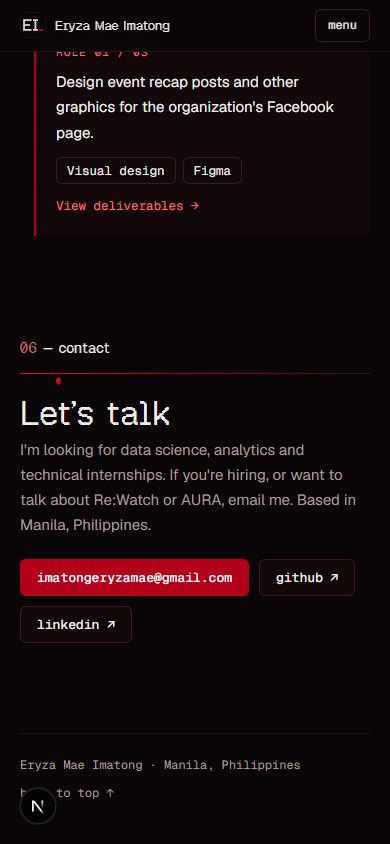 EI.
Eryza Mae Imatong
menu
ROLE 01 / 03
Design event recap posts and other
graphics for the organization's Facebook
page.
Visual design
Figma
View deliverables →
06 — contact
Let's talk
I'm looking for data science, analytics and
technical internships. If you're hiring, or want to
talk about Re:Watch or AURA, email me. Based in
Manila, Philippines.
imatongeryzamae@gmail.com
github ↗
linkedin ↗
Eryza Mae Imatong · Manila, Philippines
to top ↑
N